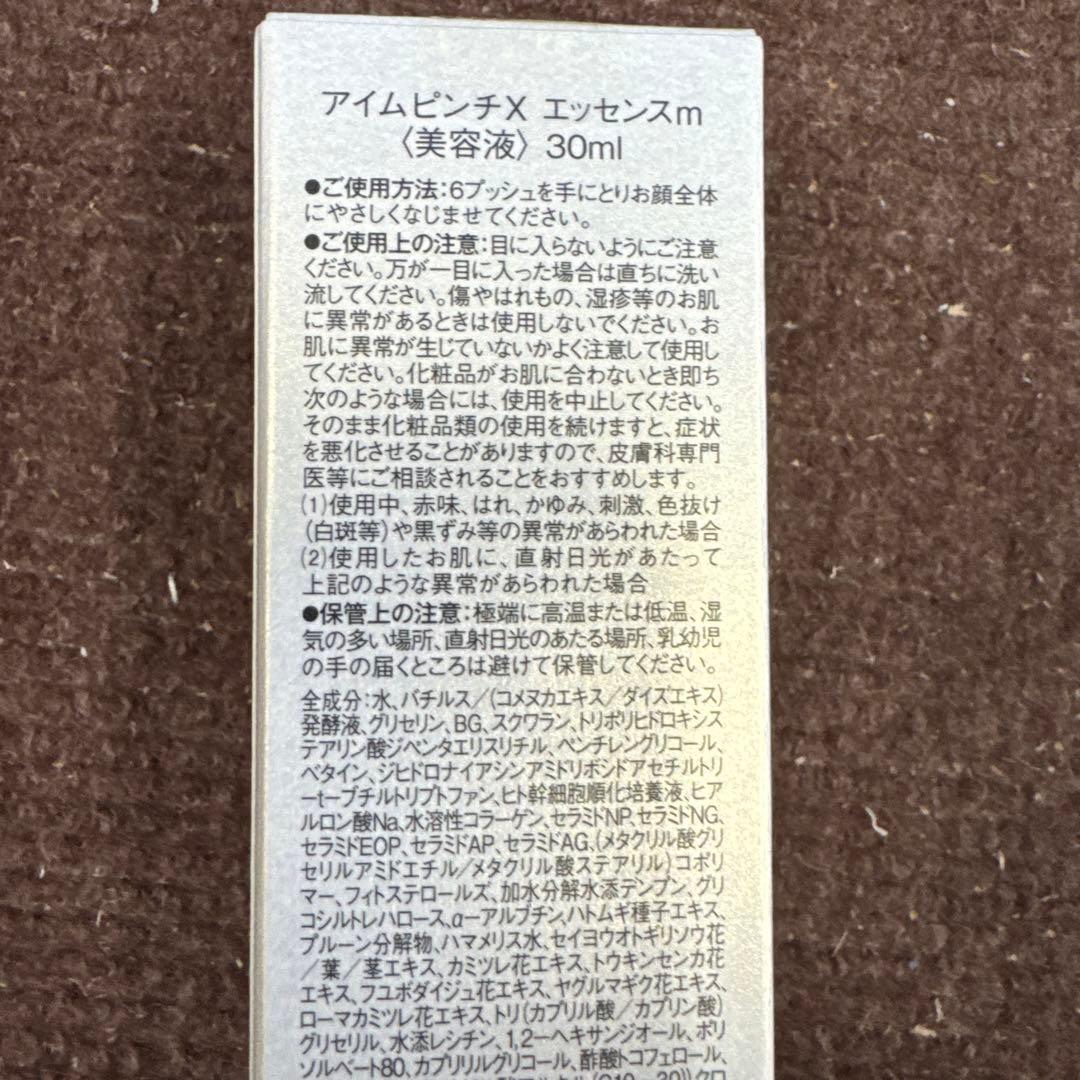 アイムピンチX エッセンスm
〈美容液〉30ml
●ご使用方法:6プッシュを手にとりお顔全体
にやさしくなじませてください。
●ご使用上の注意:目に入らないようにご注意
ください。万が一目に入った場合は直ちに洗い
流してください。傷やはれもの、湿疹等のお肌
に異常があるときは使用しないでください。お
肌に異常が生じていないかよく注意して使用し
てください。化粧品がお肌に合わないとき即ち
次のような場合には、使用を中止してください。
そのまま化粧品類の使用を続けますと、症状
を悪化させることがありますので、皮膚科専門
医等にご相談されることをおすすめします。
(1)使用中、赤味、はれ、かゆみ、刺激、色抜け
(白斑等)や黒ずみ等の異常があらわれた場合
(2)使用したお肌に、直射日光があたって
上記のような異常があらわれた場合
●保管上の注意:極端に高温または低温、湿
気の多い場所、直射日光のあたる場所、乳幼児
の手の届くところは避けて保管してください。
全成分:水、バチルス/(コメヌカエキス/ダイズエキス)
発酵液、グリセリン、BG、スクワラン、トリポリヒドロキシス
テアリン酸ジペンタエリスリチル、ペンチレングリコール、
ベタイン、ジヒドロナイアシンアミドリボシドアセチルトリ
-t-ブチルトリプトファン、ヒト幹細胞順化培養液、ヒア
ルロン酸Na、水溶性コラーゲン、セラミドNP、セラミドNG、
セラミドEOP、セラミドAP、セラミドAG、(メタクリル酸グリ
セリルアミドエチル/メタクリル酸ステアリル)コポリ
マー、フィトステロールズ、加水分解水添デンプン、グリ
コシルトレハロース、α-アルブチン、ハトムギ種子エキス、
プルーン分解物、ハマメリス水、セイヨウオトギリソウ花
/葉/茎エキス、カミツレ花エキス、トウキンセンカ花
エキス、フユボダイジュ花エキス、ヤグルマギク花エキス、
ローマカミツレ花エキス、トリ(カプリル酸/カプリン酸)
グリセリル、水添レシチン、1,2-ヘキサンジオール、ポリ
ソルベート80、カプリリルグリコール、酢酸トコフェロール、